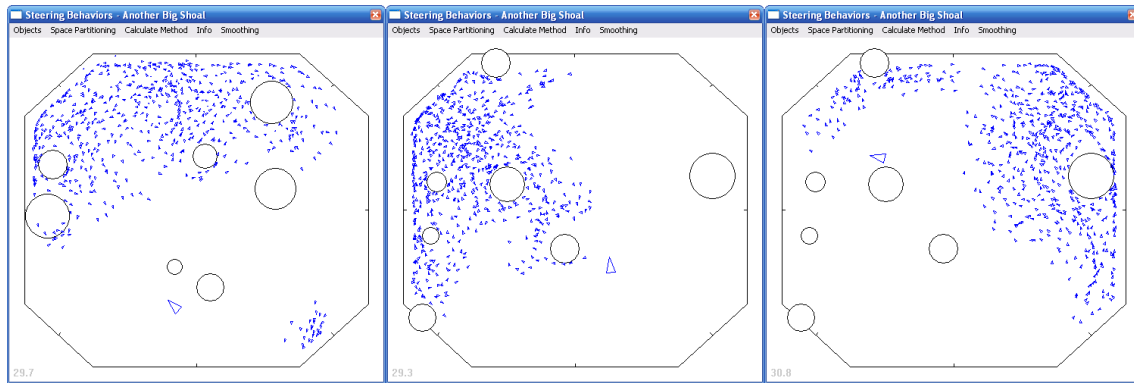 Steering Behaviors - Another Big Shoal
Objects Space Partitioning Calculate Method Info Smoothing
29.7
Steering Behaviors - Another Big Shoal
Objects Space Partitioning Calculate Method Info Smoothing
29.3
Steering Behaviors - Another Big Shoal
Objects Space Partitioning Calculate Method Info Smoothing
30.8